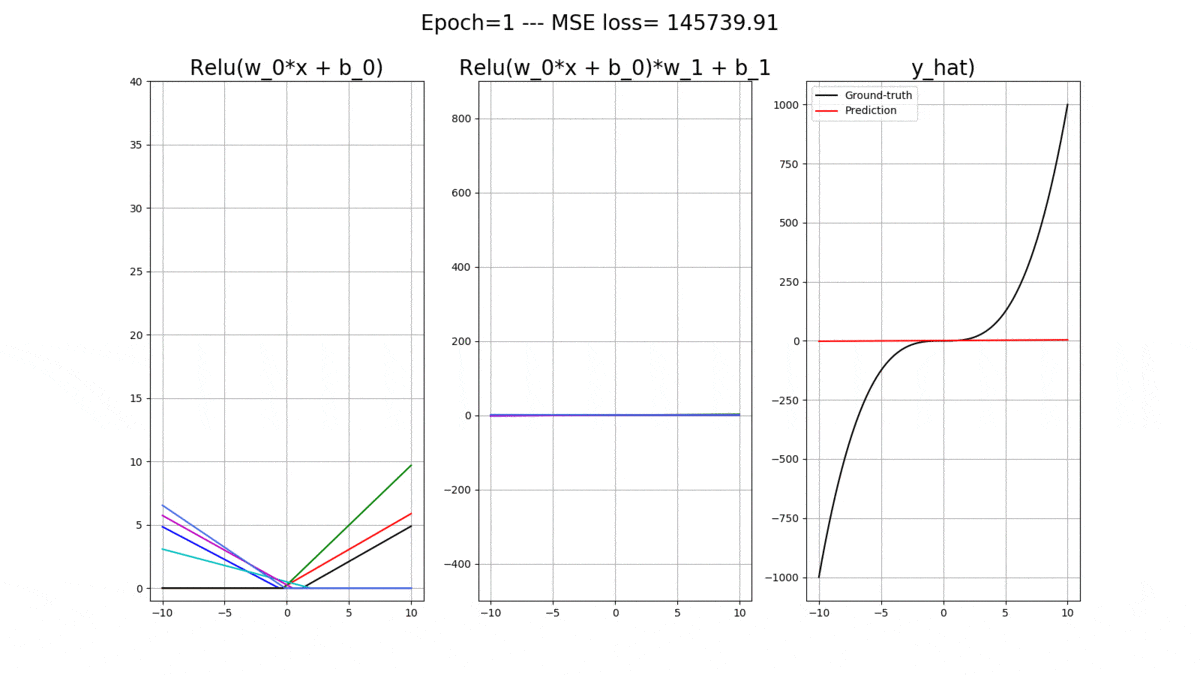 Epoch=1 --- MSE loss= 145739.91
Relu(w_0*x + b_0)
40
35
30
25
20
15
10
5
0
−10 −5 0 5 10
Relu(w_0*x + b_0)*w_1 + b_1
800
600
400
200
0
−200
−400
−10 −5 0 5 10
y_hat)
Ground-truth
Prediction
1000
750
500
250
0
−250
−500
−750
−1000
−10 −5 0 5 10